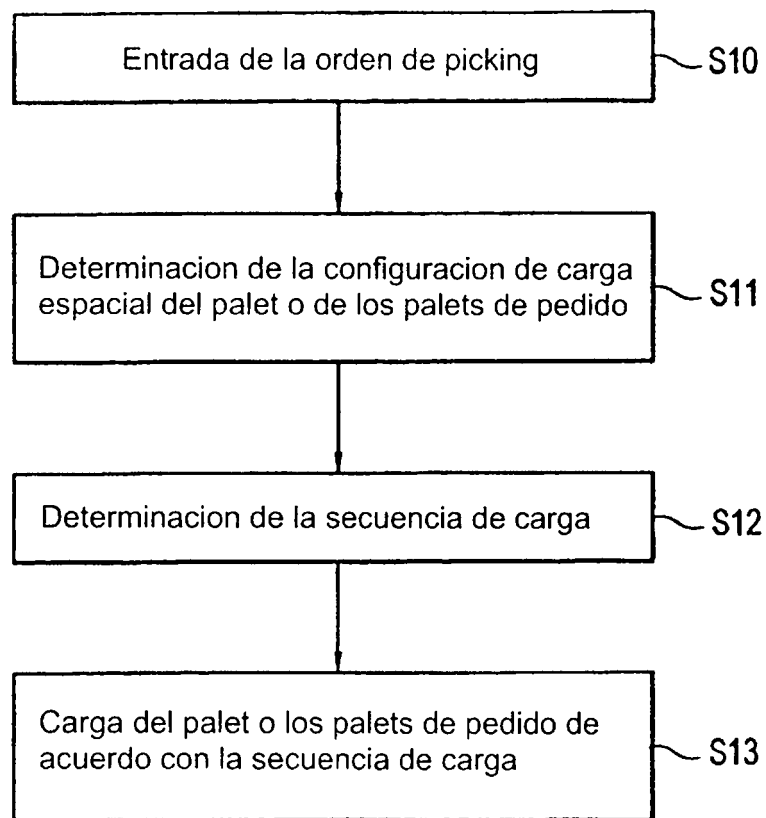 Entrada de la orden de picking
S10
Determinacion de la configuracion de carga
espacial del palet o de los palets de pedido
S11
Determinacion de la secuencia de carga
S12
Carga del palet o los palets de pedido de
acuerdo con la secuencia de carga
S13